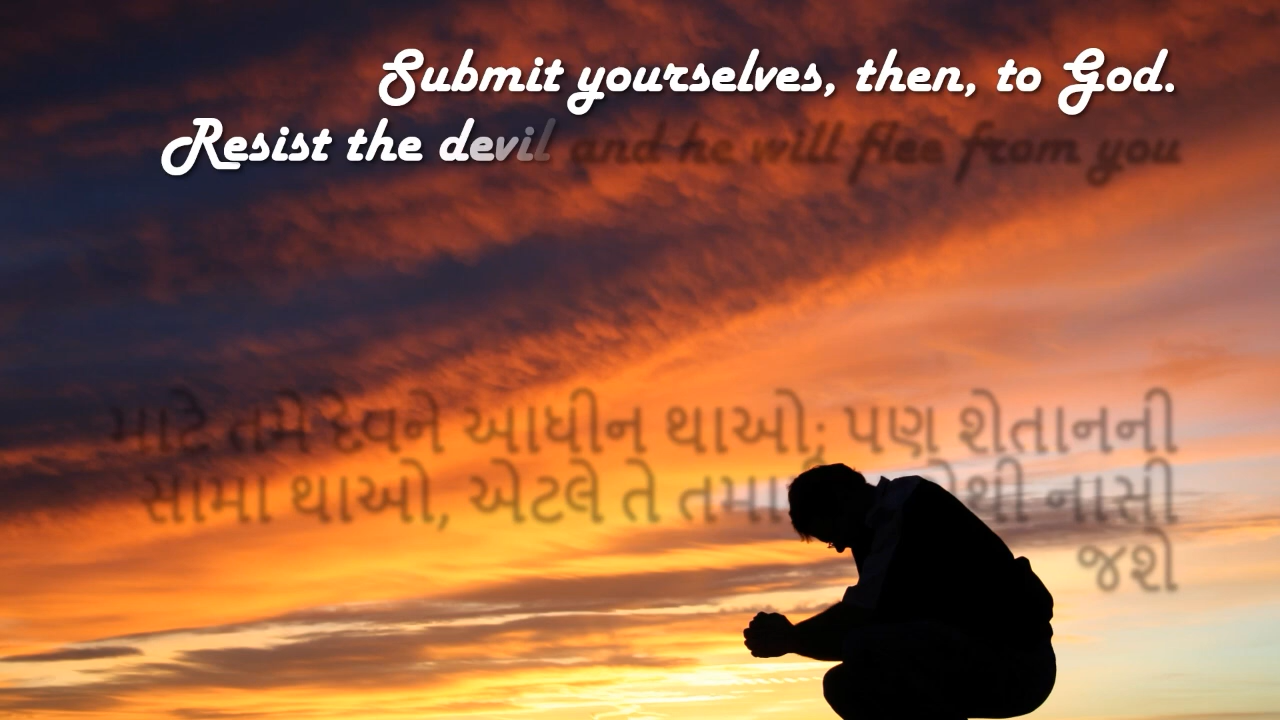 Submit yourselves, then, to God.
Resist the devil and he will flee from you
માટે તમે દેવને આધીન થાઓ; પણ શેતાનની
સામા થાઓ, એટલે તે નાસી
જશે